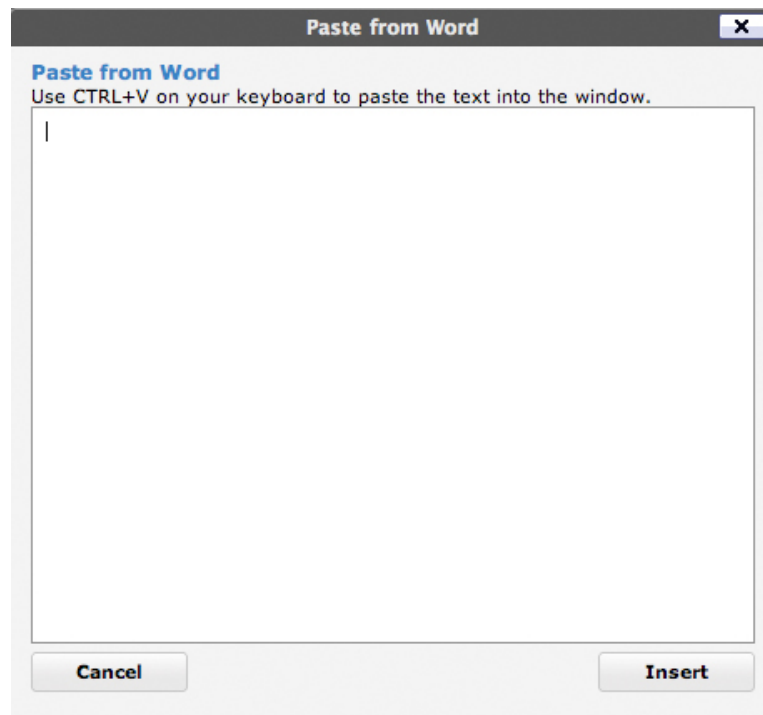 Paste from Word
Paste from Word
Use CTRL+V on your keyboard to paste the text into the window.
Cancel Insert